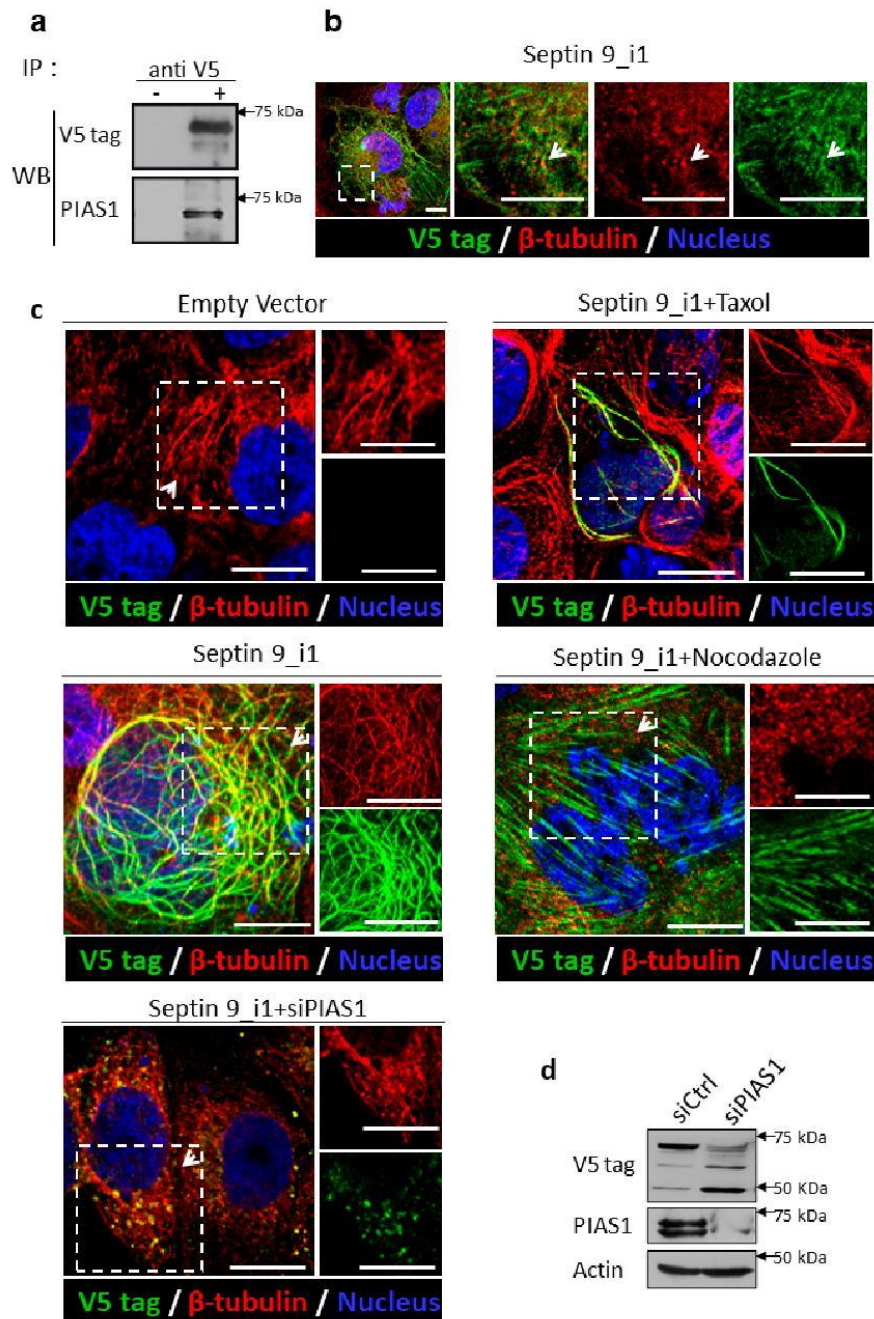 a
IP :
anti V5
- +
WB
V5 tag
75 kDa
PIAS1
75 kDa
b
Septin 9_i1
V5 tag / β-tubulin / Nucleus
c
Empty Vector
V5 tag / β-tubulin / Nucleus
Septin 9_i1+Taxol
V5 tag / β-tubulin / Nucleus
Septin 9_i1
V5 tag / β-tubulin / Nucleus
Septin 9_i1+Nocodazole
V5 tag / β-tubulin / Nucleus
Septin 9_i1+siPIAS1
V5 tag / β-tubulin / Nucleus
d
siCtrl siPIAS1
V5 tag
75 kDa
50 KDa
PIAS1
75 kDa
Actin
50 kDa